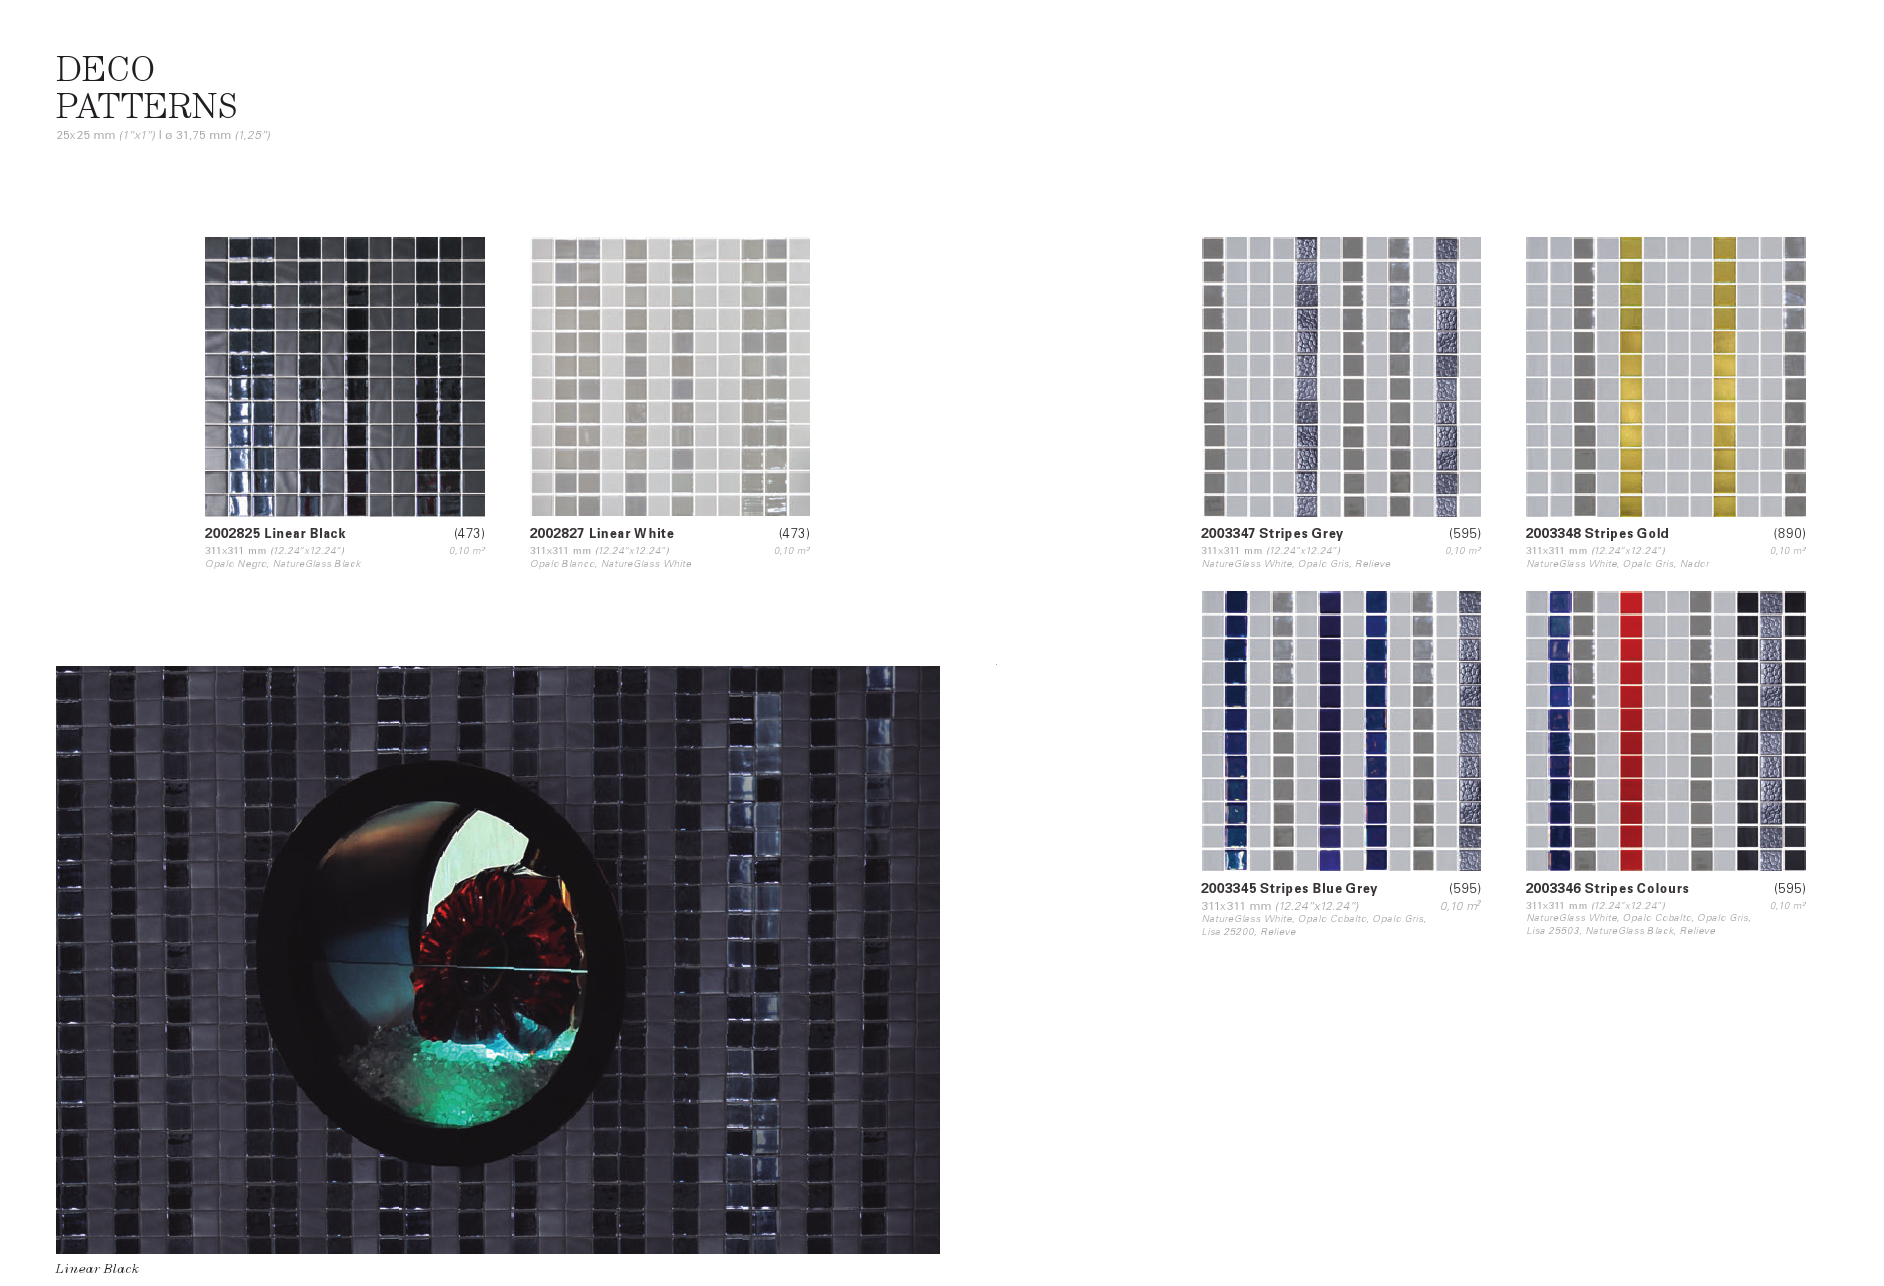 DECO
PATTERNS
25x25 mm (1"x1") | ø 31,75 mm (1,25")
2002825 Linear Black (473)
311x311 mm (12.24"x12.24") 0,10 m²
Opalo Negro, NatureGlass Black
2002827 Linear White (473)
311x311 mm (12.24"x12.24") 0,10 m²
Opalo Blanco, NatureGlass White
2003347 Stripes Grey (595)
311x311 mm (12.24"x12.24") 0,10 m²
NatureGlass White, Opalo Gris, Relieve
2003348 Stripes Gold (890)
311x311 mm (12.24"x12.24") 0,10 m²
NatureGlass White, Opalo Gris, Nador
2003345 Stripes Blue Grey (595)
311x311 mm (12.24"x12.24") 0,10 m²
NatureGlass White, Opalo Cobalto, Opalo Gris,
Lisa 25200, Relieve
2003346 Stripes Colours (595)
311x311 mm (12.24"x12.24") 0,10 m²
NatureGlass White, Opalo Cobalto, Opalo Gris,
Lisa 25503, NatureGlass Black, Relieve
Linear Black